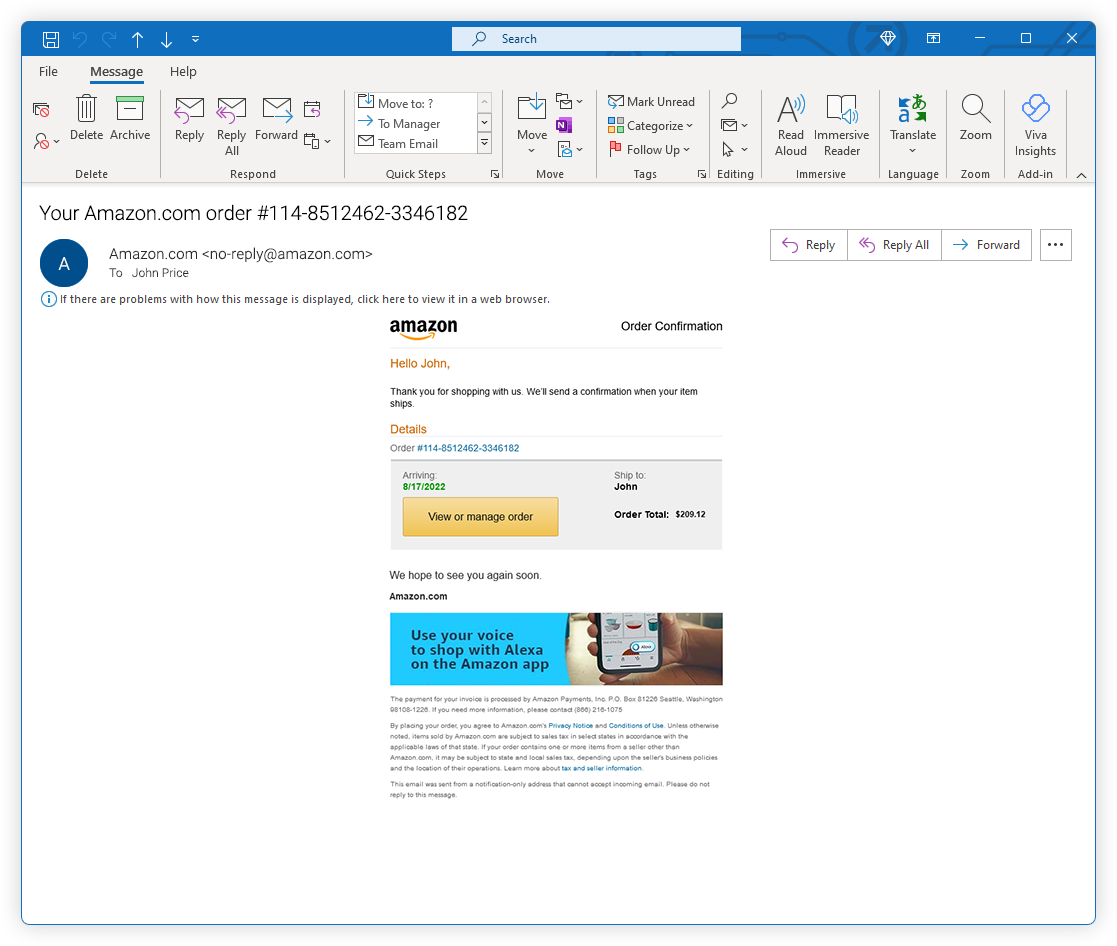 Search
File Message Help
Delete
Archive
Reply
Reply All
Forward
Move to: ?
To Manager
Team Email
Move
Mark Unread
Categorize
Follow Up
Read Aloud
Immersive Reader
Translate
Zoom
Viva Insights
Delete
Respond
Quick Steps
Move
Tags
Editing
Immersive
Language
Zoom
Add-in
Your Amazon.com order #114-8512462-3346182
A
Amazon.com <no-reply@amazon.com>
To John Price
Reply
Reply All
Forward
If there are problems with how this message is displayed, click here to view it in a web browser.
amazon
Order Confirmation
Hello John,
Thank you for shopping with us. We'll send a confirmation when your item
ships.
Details
Order #114-8512462-3346182
Arriving:
8/17/2022
View or manage order
Ship to:
John
Order Total: $209.12
We hope to see you again soon.
Amazon.com
Use your voice
to shop with Alexa
on the Amazon app
The payment for your invoice is processed by Amazon Payments, Inc. P.O. Box 81226 Seattle, Washington
98108-1226. If you need more information, please contact (866) 216-1075
By placing your order, you agree to Amazon.com's Privacy Notice and Conditions of Use. Unless otherwise
noted, items sold by Amazon.com are subject to sales tax in select states in accordance with the
applicable laws of that state. If your order contains one or more items from a seller other than
Amazon.com, it may be subject to state and local sales tax, depending upon the seller's business policies
and the location of their operations. Learn more about tax and seller information.
This email was sent from a notification-only address that cannot accept incoming email. Please do not
reply to this message.